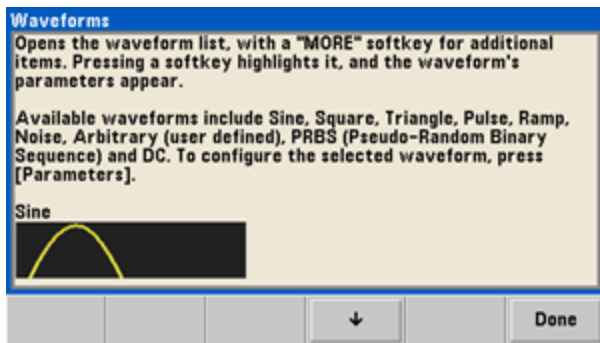 Waveforms
Opens the waveform list, with a "MORE" softkey for additional
items. Pressing a softkey highlights it, and the waveform's
parameters appear.
Available waveforms include Sine, Square, Triangle, Pulse, Ramp,
Noise, Arbitrary (user defined), PRBS (Pseudo-Random Binary
Sequence) and DC. To configure the selected waveform, press
[Parameters].
Sine
Done